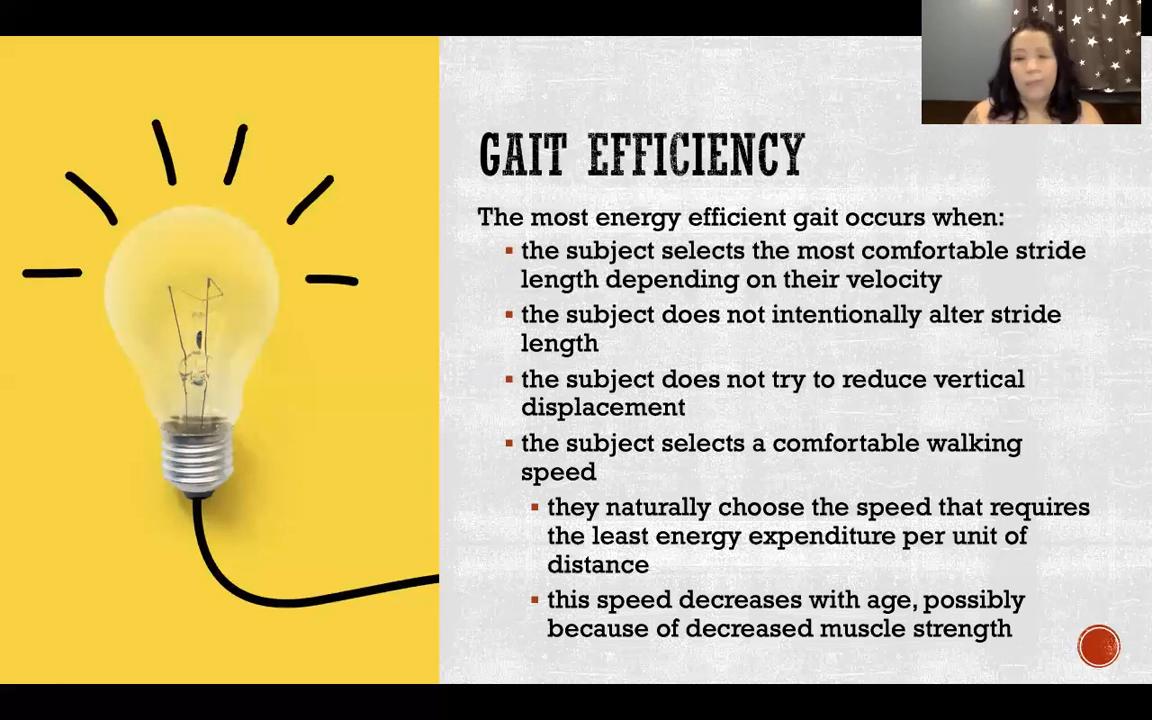 GAIT EFFICIENCY
The most energy efficient gait occurs when:
▪ the subject selects the most comfortable stride
length depending on their velocity
▪ the subject does not intentionally alter stride
length
▪ the subject does not try to reduce vertical
displacement
▪ the subject selects a comfortable walking
speed
▪ they naturally choose the speed that requires
the least energy expenditure per unit of
distance
▪ this speed decreases with age, possibly
because of decreased muscle strength